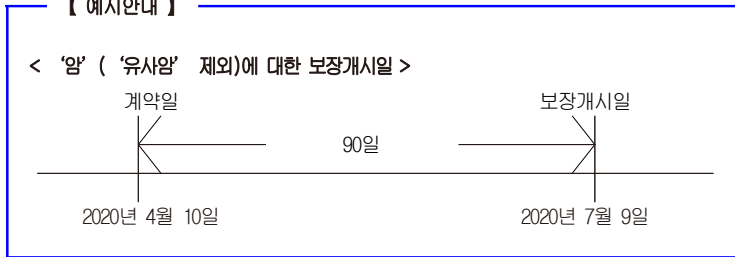 【 예시안내 】
< ‘암’ ( ‘유사암’ 제외)에 대한 보장개시일 >
계약일 보장개시일
90일
2020년 4월 10일 2020년 7월 9일